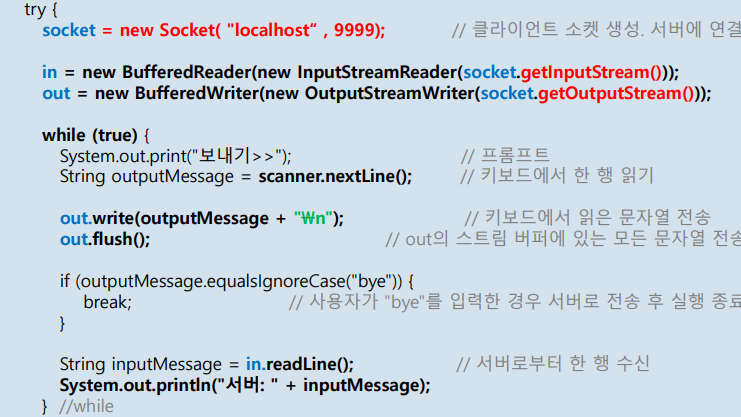 try {
socket = new Socket( "localhost“ , 9999); // 클라이언트 소켓 생성. 서버에 연결
in = new BufferedReader(new InputStreamReader(socket.getInputStream()));
out = new BufferedWriter(new OutputStreamWriter(socket.getOutputStream()));
while (true) {
System.out.print("보내기>>"); // 프롬프트
String outputMessage = scanner.nextLine(); // 키보드에서 한 행 읽기
out.write(outputMessage + "₩n"); // 키보드에서 읽은 문자열 전송
out.flush(); // out의 스트림 버퍼에 있는 모든 문자열 전송
if (outputMessage.equalsIgnoreCase("bye")) {
break; // 사용자가 "bye"를 입력한 경우 서버로 전송 후 실행 종료
}
String inputMessage = in.readLine(); // 서버로부터 한 행 수신
System.out.println("서버: " + inputMessage);
} //while